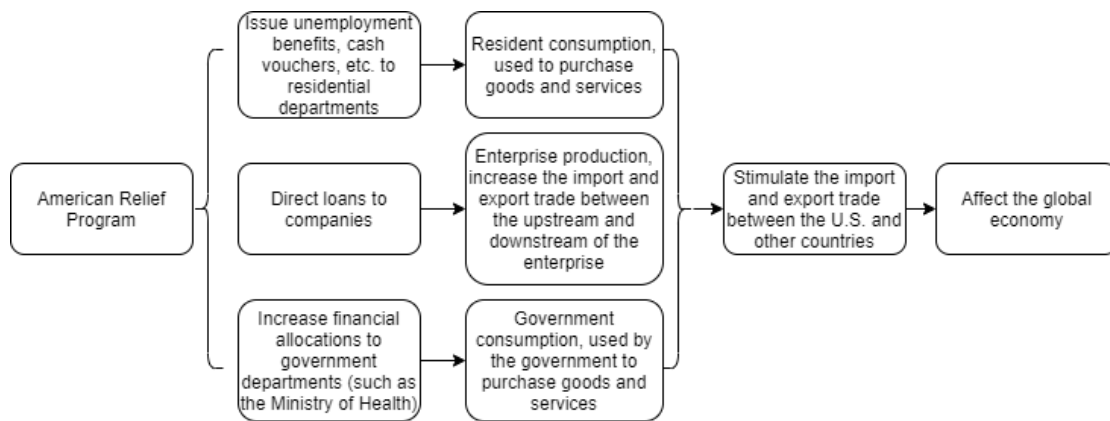 American Relief
Program
Issue unemployment
benefits, cash
vouchers, etc. to
residential
departments
Resident consumption,
used to purchase
goods and services
Direct loans to
companies
Enterprise production,
increase the import and
export trade between
the upstream and
downstream of the
enterprise
Increase financial
allocations to
government
departments (such as
the Ministry of Health)
Government
consumption, used by
the government to
purchase goods and
services
Stimulate the import
and export trade
between the U.S. and
other countries
Affect the global
economy